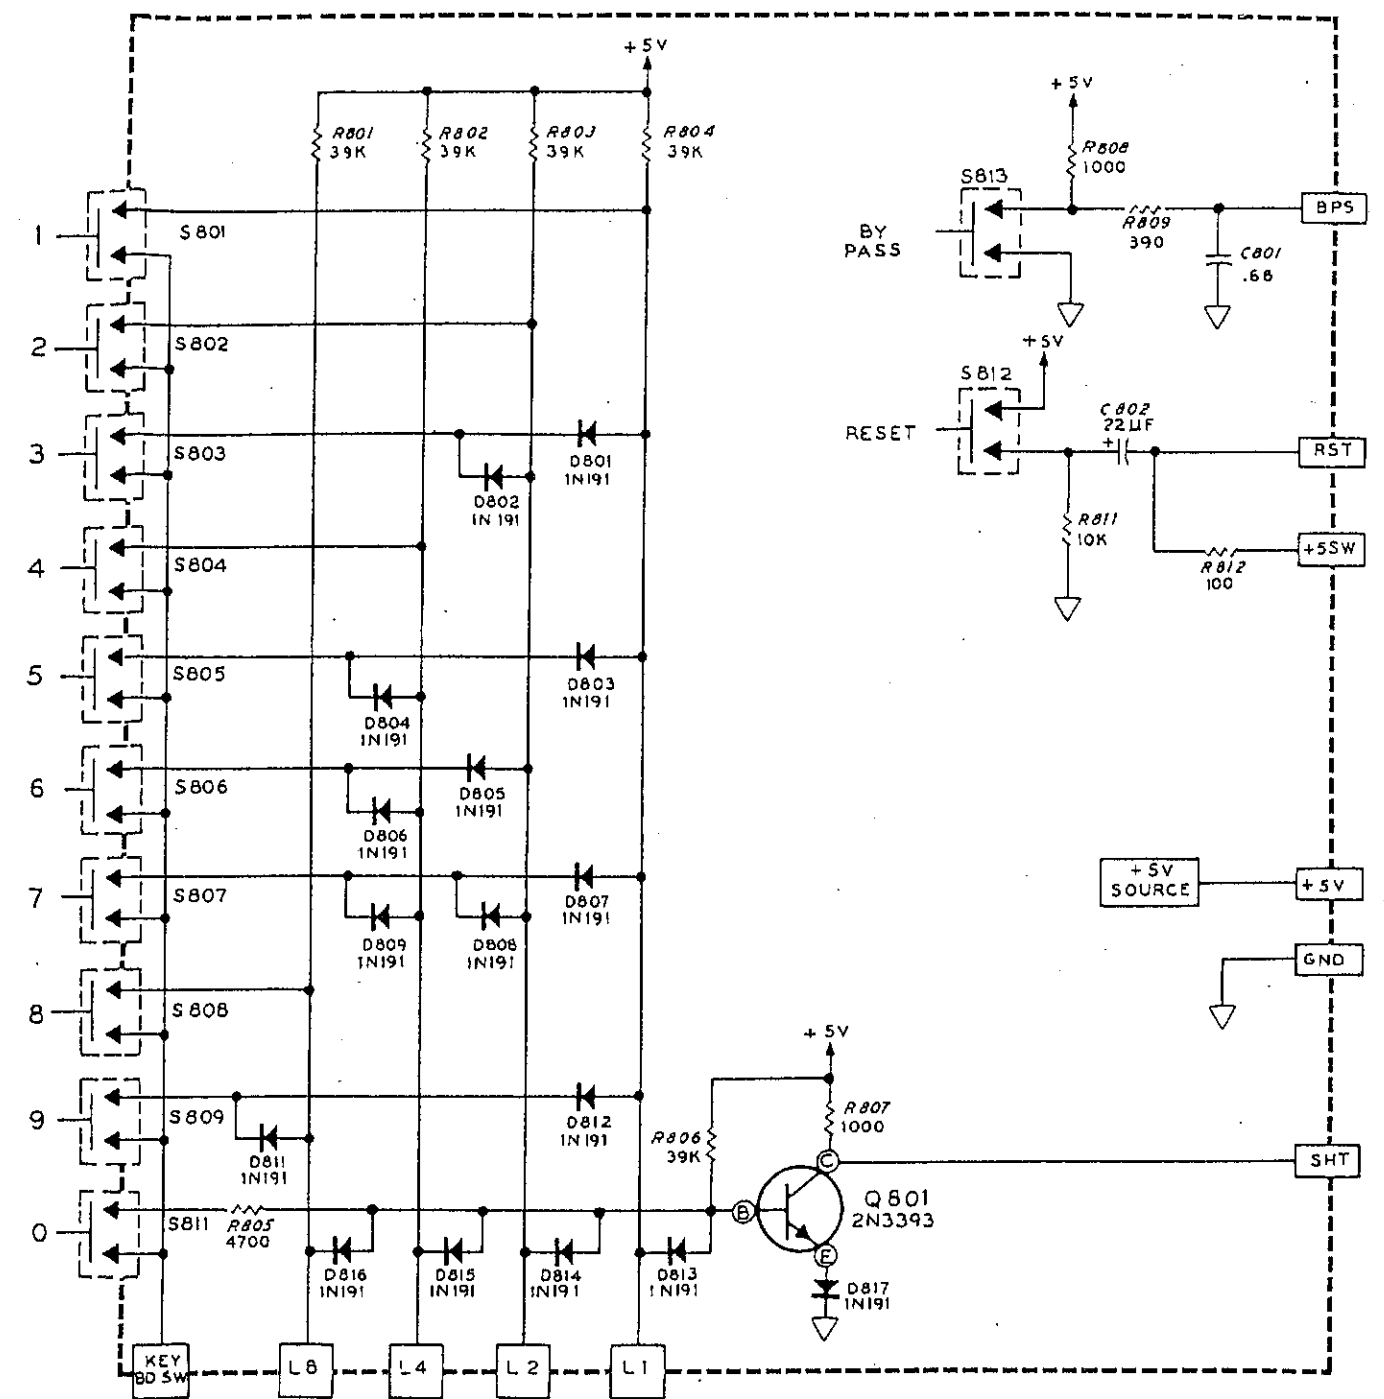 +5V
R801
39K
R802
39K
R803
39K
R804
39K
1
S801
2
S802
3
S803
D801
1N191
D802
1N191
4
S804
5
S805
D803
1N191
D804
1N191
6
S806
D805
1N191
D806
1N191
7
S807
D807
1N191
D809
1N191
D808
1N191
8
S808
9
S809
D812
1N191
D811
1N191
0
S811
R805
4700
D816
1N191
D815
1N191
D814
1N191
D813
1N191
KEY
BD SW
L8
L4
L2
L1
+5V
R808
1000
S813
BY
PASS
R809
390
C801
.68
BPS
+5V
S812
RESET
C802
22µF
+
R811
10K
R812
100
RST
+5SW
+5V
SOURCE
+5V
GND
+5V
R807
1000
R806
39K
C
B
E
Q801
2N3393
D817
1N191
SHT